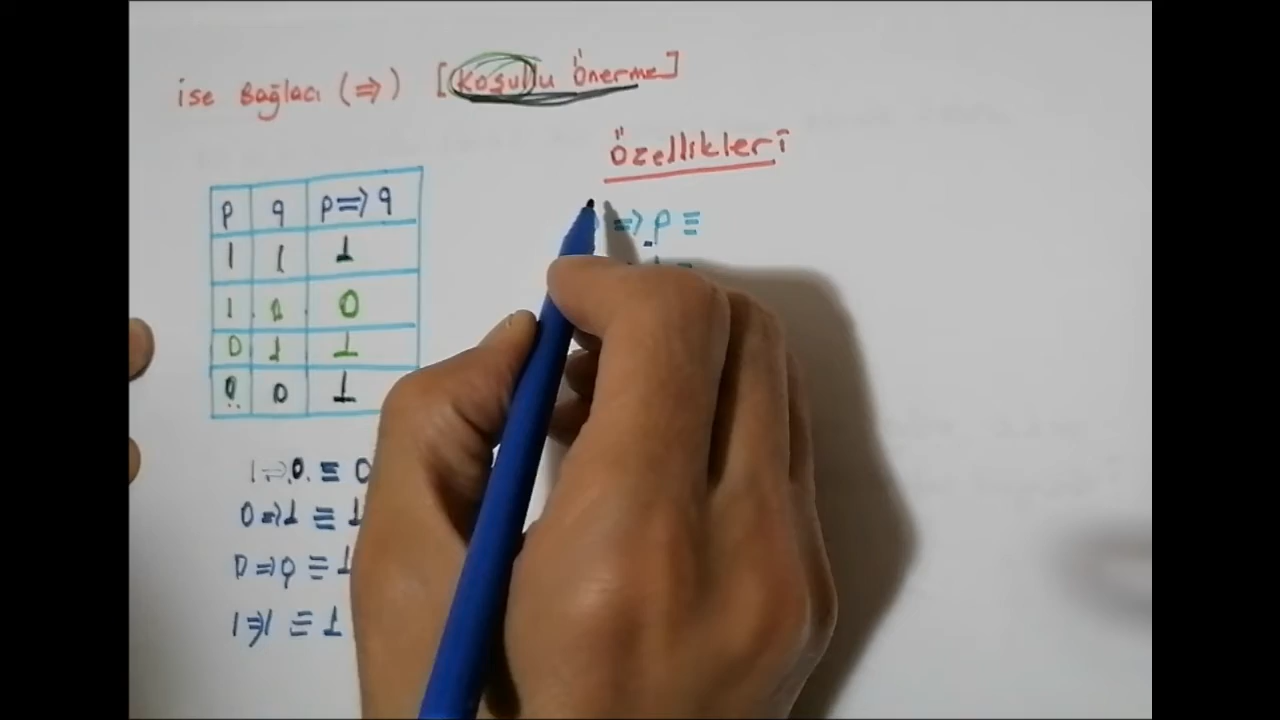 ise Bağlacı (⇒) [Koşullu Önerme]
Özellikleri
p q p⇒q
1 1 1
1 0 0
0 1 1
0 0 1
⇒ p ≡
1⇒0 ≡ 0
0⇒1 ≡ 1
0⇒0 ≡ 1
1⇒1 ≡ 1